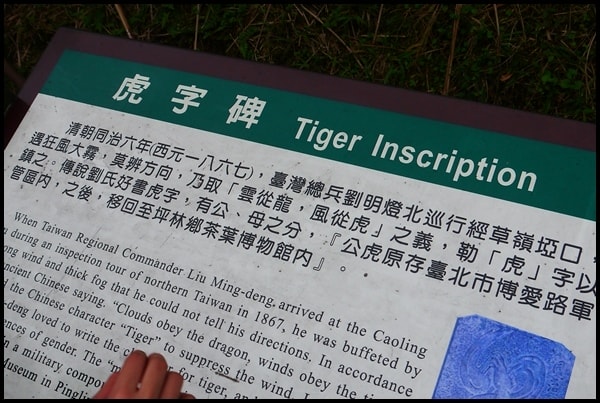 虎字碑 Tiger Inscription
清朝同治六年(西元一八六七)，臺灣總兵劉明燈北巡行經草嶺埡口，
遇狂風大霧，莫辨方向，乃取「雲從龍，風從虎」之義，勒「虎」字以
鎮之。傳說劉氏好書虎字，有公、母之分，『公虎原存臺北市博愛路軍
管區內，之後，移回至坪林鄉茶葉博物館內』。
When Taiwan Regional Commander Liu Ming-deng, arrived at the Caoling
during an inspection tour of northern Taiwan in 1867, he was buffeted by
wind and thick fog that he could not tell his directions. In accordance
ancient Chinese saying. "Clouds obey the dragon, winds obey the
the Chinese character "Tiger" to suppress the wind.
-deng loved to write the for tiger,
of gender. The
in a military
Museum in